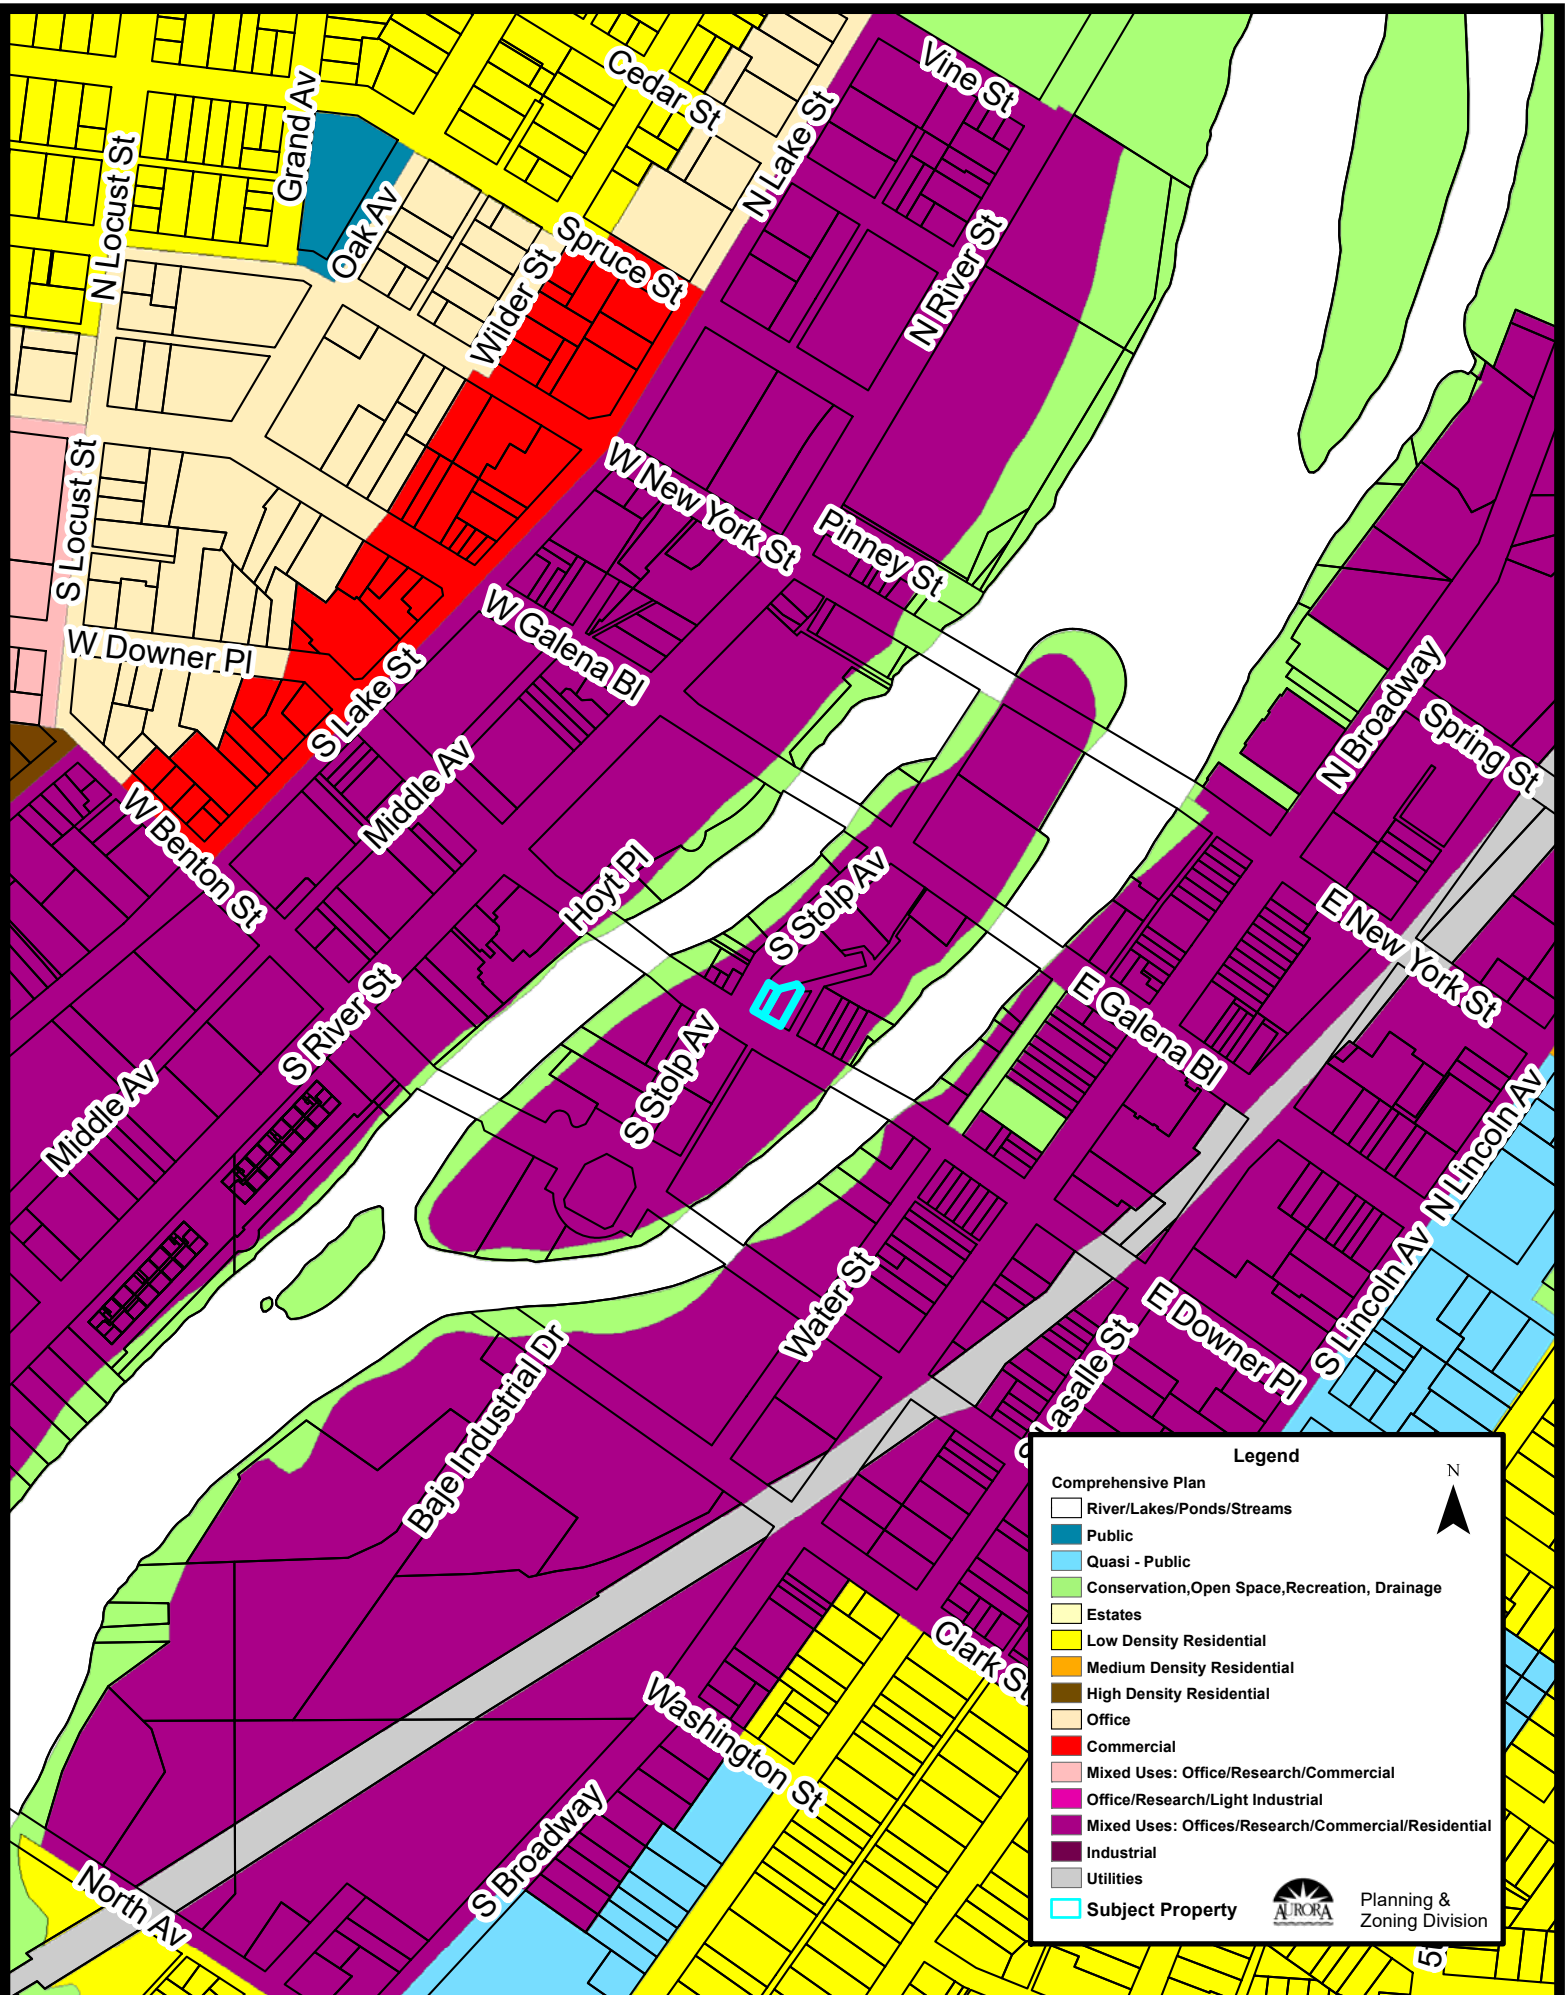 Vine St
Cedar St
Grand Av
N Lake St
N Locust St
Oak Av
Spruce St
N River St
Wilder St
S Locust St
W New York St
Pinney St
W Galena Bl
W Downer Pl
S Lake St
N Broadway
Spring St
Middle Av
W Benton St
Hoyt Pl
S Stolp Av
E New York St
S River St
E Galena Bl
S Stolp Av
Middle Av
N Lincoln Av
S Lincoln Av
Water St
E Downer Pl
Baje Industrial Dr
S Lasalle St
Clark St
Washington St
S Broadway
North Av
Legend
N
Comprehensive Plan
River/Lakes/Ponds/Streams
Public
Quasi - Public
Conservation,Open Space,Recreation, Drainage
Estates
Low Density Residential
Medium Density Residential
High Density Residential
Office
Commercial
Mixed Uses: Office/Research/Commercial
Office/Research/Light Industrial
Mixed Uses: Offices/Research/Commercial/Residential
Industrial
Utilities
Subject Property
AURORA
Planning &
Zoning Division